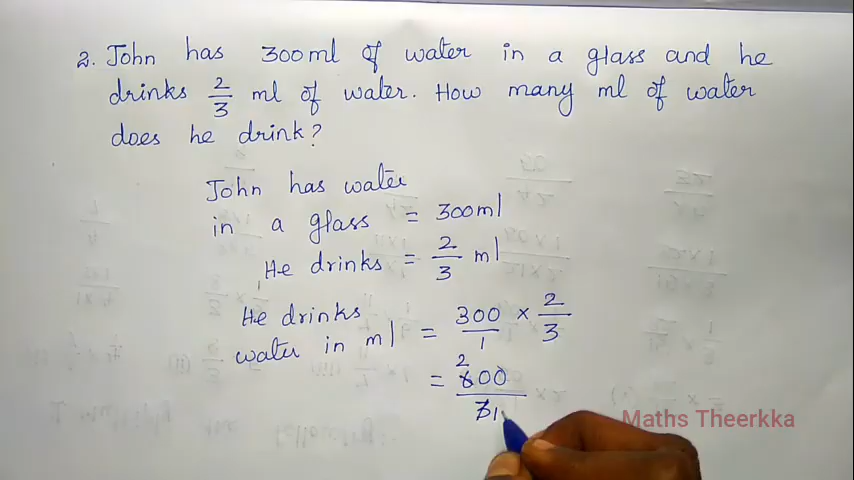 2. John has 300ml of water in a glass and he
drinks 2/3 ml of water. How many ml of water
does he drink?
John has water
in a glass = 300ml
He drinks = 2/3 ml
He drinks
water in ml = 300/1 × 2/3
2
= 600/3 1
Maths Theerkka